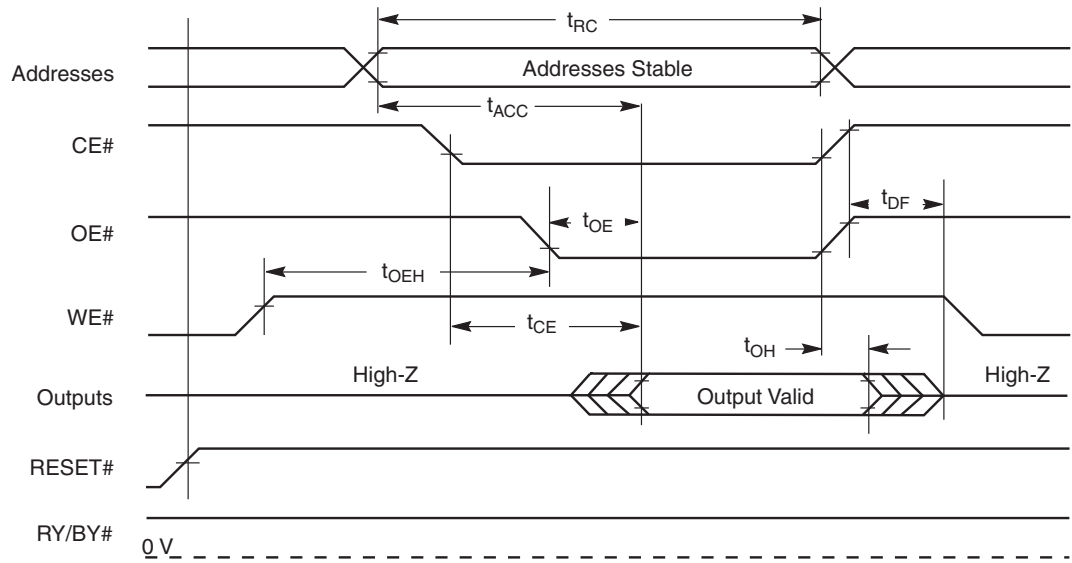 tRC
Addresses
Addresses Stable
tACC
CE#
tDF
OE#
tOE
tOEH
WE#
tCE
tOH
High-Z
High-Z
Outputs
Output Valid
RESET#
RY/BY#
0 V